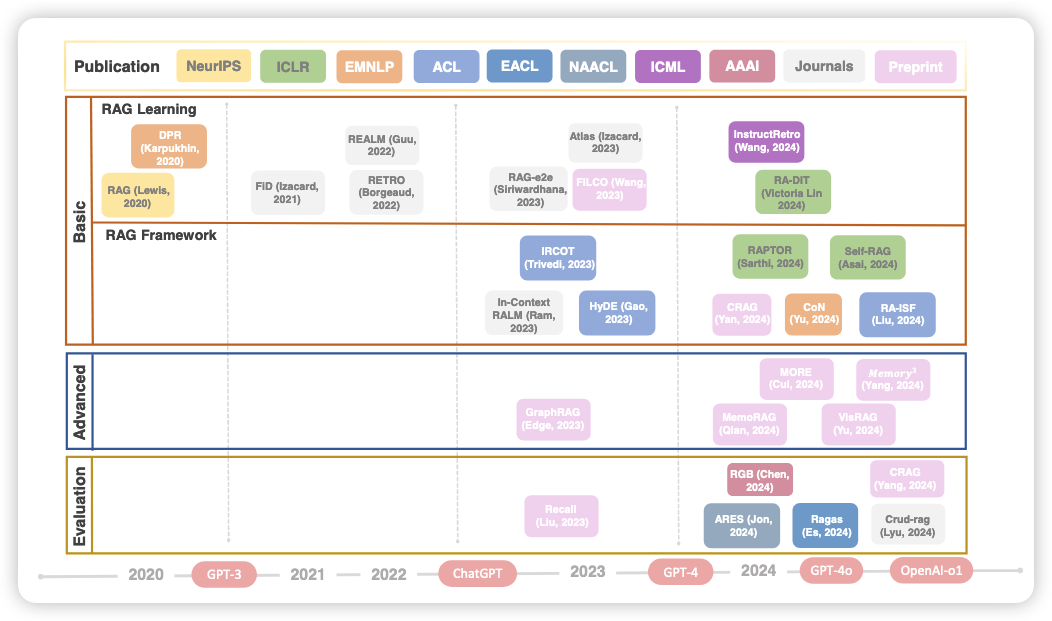 Publication NeurIPS ICLR EMNLP ACL EACL NAACL ICML AAAI Journals Preprint
Basic
RAG Learning
DPR
(Karpukhin,
2020)
RAG (Lewis,
2020)
FiD (Izacard,
2021)
REALM (Guu,
2022)
RETRO
(Borgeaud,
2022)
Atlas (Izacard,
2023)
RAG-e2e
(Siriwardhana,
2023)
FILCO (Wang,
2023)
InstructRetro
(Wang, 2024)
RA-DIT
(Victoria Lin
2024)
RAG Framework
IRCOT
(Trivedi, 2023)
In-Context
RALM (Ram,
2023)
HyDE (Gao,
2023)
RAPTOR
(Sarthi, 2024)
Self-RAG
(Asai, 2024)
CRAG
(Yan, 2024)
CoN
(Yu, 2024)
RA-ISF
(Liu, 2024)
Advanced
GraphRAG
(Edge, 2023)
MORE
(Cui, 2024)
Memory³
(Yang, 2024)
MemoRAG
(Qian, 2024)
VisRAG
(Yu, 2024)
Evaluation
Recall
(Liu, 2023)
RGB (Chen,
2024)
CRAG
(Yang, 2024)
ARES (Jon,
2024)
Ragas
(Es, 2024)
Crud-rag
(Lyu, 2024)
2020 GPT-3 2021 2022 ChatGPT 2023 GPT-4 2024 GPT-4o OpenAI-o1